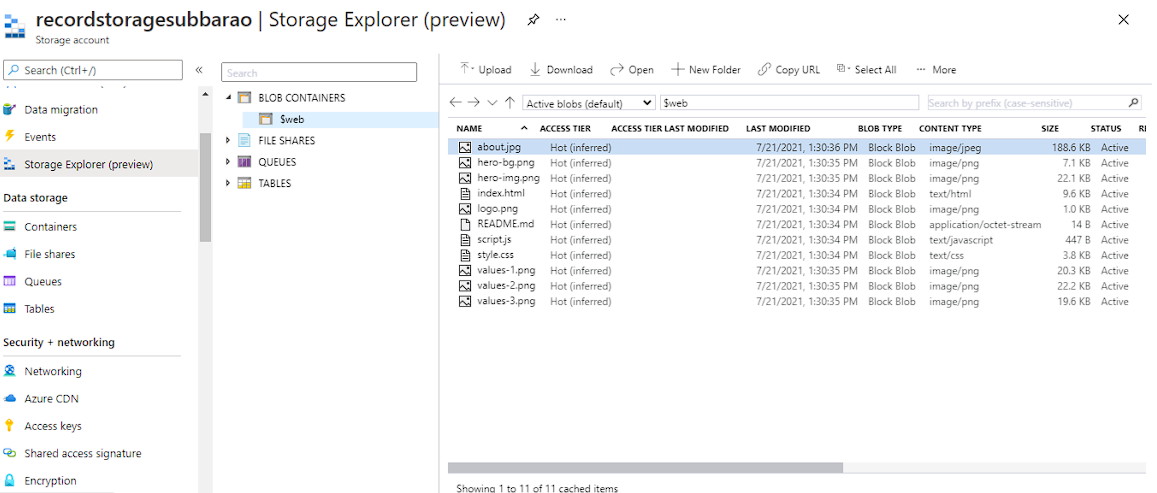 recordstoragesubbarao | Storage Explorer (preview) ...
Storage account
Search (Ctrl+/) «
Data migration
Events
Storage Explorer (preview)
Data storage
Containers
File shares
Queues
Tables
Security + networking
Networking
Azure CDN
Access keys
Shared access signature
Encryption
Search
BLOB CONTAINERS
$web
FILE SHARES
QUEUES
TABLES
Upload Download Open New Folder Copy URL Select All ... More
Active blobs (default) $web Search by prefix (case-sensitive)
NAME ACCESS TIER ACCESS TIER LAST MODIFIED LAST MODIFIED BLOB TYPE CONTENT TYPE SIZE STATUS RE
about.jpg Hot (inferred) 7/21/2021, 1:30:36 PM Block Blob image/jpeg 188.6 KB Active
hero-bg.png Hot (inferred) 7/21/2021, 1:30:35 PM Block Blob image/png 7.1 KB Active
hero-img.png Hot (inferred) 7/21/2021, 1:30:35 PM Block Blob image/png 22.1 KB Active
index.html Hot (inferred) 7/21/2021, 1:30:34 PM Block Blob text/html 9.6 KB Active
logo.png Hot (inferred) 7/21/2021, 1:30:34 PM Block Blob image/png 1.0 KB Active
README.md Hot (inferred) 7/21/2021, 1:30:34 PM Block Blob application/octet-stream 14 B Active
script.js Hot (inferred) 7/21/2021, 1:30:34 PM Block Blob text/javascript 447 B Active
style.css Hot (inferred) 7/21/2021, 1:30:34 PM Block Blob text/css 3.8 KB Active
values-1.png Hot (inferred) 7/21/2021, 1:30:35 PM Block Blob image/png 20.3 KB Active
values-2.png Hot (inferred) 7/21/2021, 1:30:35 PM Block Blob image/png 22.2 KB Active
values-3.png Hot (inferred) 7/21/2021, 1:30:35 PM Block Blob image/png 19.6 KB Active
Showing 1 to 11 of 11 cached items